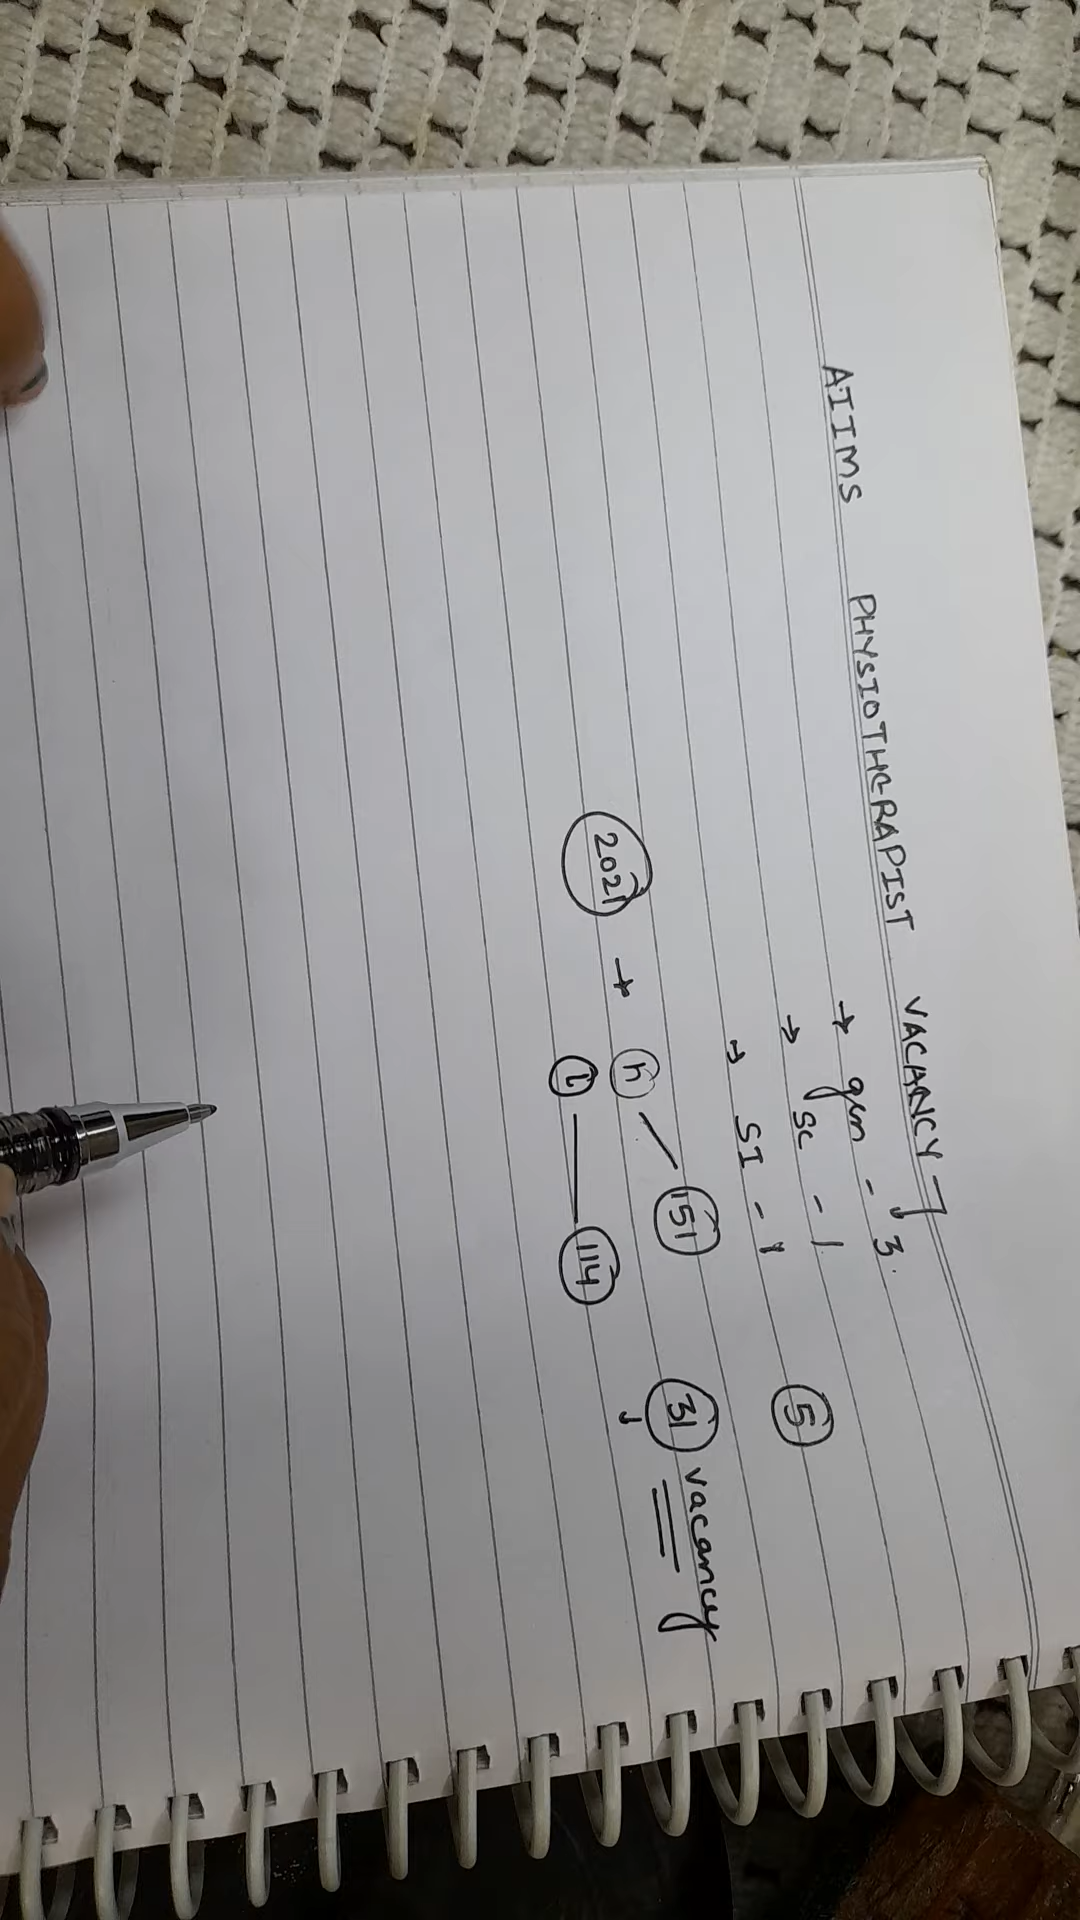 AIIMS PHYSIOTHERAPIST VACANCY
→ gen - 3.
→ SC - 1
→ ST - 1
5
2021 → h 151 31 vacancy
l 114